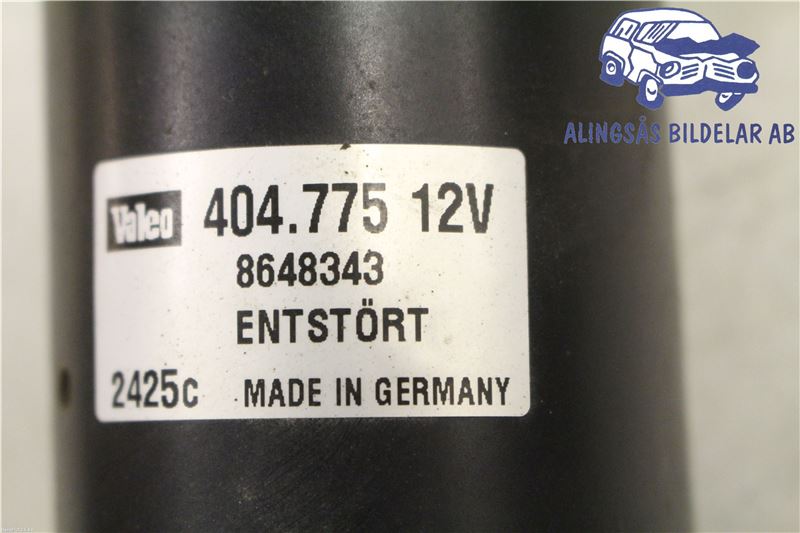 ALINGSÅS BILDELAR AB
Valeo 404.775 12V
8648343
ENTSTÖRT
2425c MADE IN GERMANY